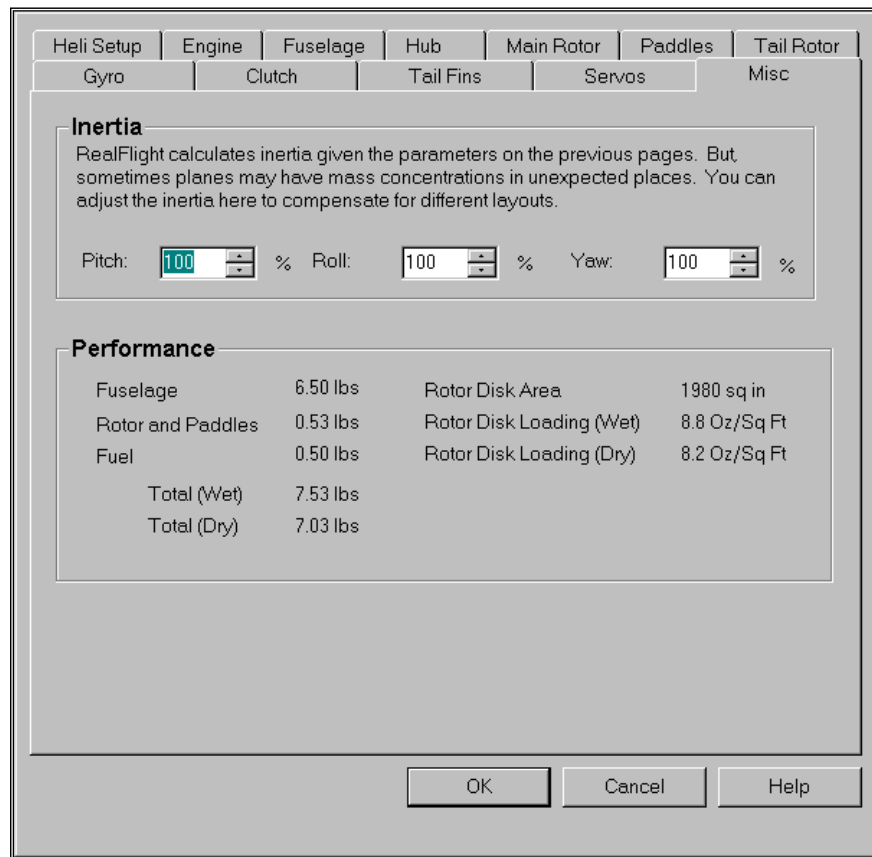 Heli Setup Engine Fuselage Hub Main Rotor Paddles Tail Rotor
Gyro Clutch Tail Fins Servos Misc
Inertia
RealFlight calculates inertia given the parameters on the previous pages. But,
sometimes planes may have mass concentrations in unexpected places. You can
adjust the inertia here to compensate for different layouts.
Pitch: 100 % Roll: 100 % Yaw: 100 %
Performance
Fuselage 6.50 lbs Rotor Disk Area 1980 sq in
Rotor and Paddles 0.53 lbs Rotor Disk Loading (Wet) 8.8 Oz/Sq Ft
Fuel 0.50 lbs Rotor Disk Loading (Dry) 8.2 Oz/Sq Ft
Total (Wet) 7.53 lbs
Total (Dry) 7.03 lbs
OK Cancel Help